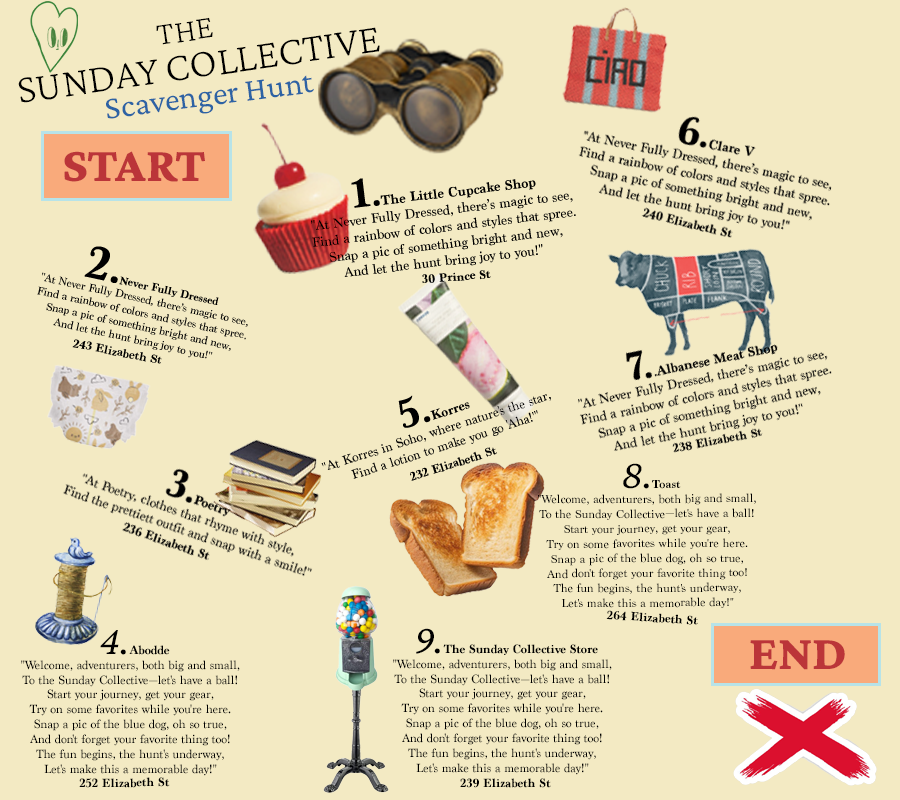 THE
SUNDAY COLLECTIVE
Scavenger Hunt
START
CIAO
1.The Little Cupcake Shop
"At Never Fully Dressed, there's magic to see,
Find a rainbow of colors and styles that spree.
Snap a pic of something bright and new,
And let the hunt bring joy to you!"
30 Prince St
2.Never Fully Dressed
"At Never Fully Dressed, there's magic to see,
Find a rainbow of colors and styles that spree.
Snap a pic of something bright and new,
And let the hunt bring joy to you!"
243 Elizabeth St
3.Poetry
"At Poetry, clothes that rhyme with style,
Find the prettiest outfit and snap with a smile!"
236 Elizabeth St
4. Abodde
"Welcome, adventurers, both big and small,
To the Sunday Collective—let's have a ball!
Start your journey, get your gear,
Try on some favorites while you're here.
Snap a pic of the blue dog, oh so true,
And don't forget your favorite thing too!
The fun begins, the hunt's underway,
Let's make this a memorable day!"
252 Elizabeth St
5.Korres
"At Korres in Soho, where nature's the star,
Find a lotion to make you go 'Aha!'"
232 Elizabeth St
6.Clare V
"At Never Fully Dressed, there's magic to see,
Find a rainbow of colors and styles that spree.
Snap a pic of something bright and new,
And let the hunt bring joy to you!"
240 Elizabeth St
CHUCK
RIB
ROUND
BRISKET
PLATE
FLANK
7.Albanese Meat Shop
"At Never Fully Dressed, there's magic to see,
Find a rainbow of colors and styles that spree.
Snap a pic of something bright and new,
And let the hunt bring joy to you!"
238 Elizabeth St
8.Toast
"Welcome, adventurers, both big and small,
To the Sunday Collective—let's have a ball!
Start your journey, get your gear,
Try on some favorites while you're here.
Snap a pic of the blue dog, oh so true,
And don't forget your favorite thing too!
The fun begins, the hunt's underway,
Let's make this a memorable day!"
264 Elizabeth St
9. The Sunday Collective Store
"Welcome, adventurers, both big and small,
To the Sunday Collective—let's have a ball!
Start your journey, get your gear,
Try on some favorites while you're here.
Snap a pic of the blue dog, oh so true,
And don't forget your favorite thing too!
The fun begins, the hunt's underway,
Let's make this a memorable day!"
239 Elizabeth St
END